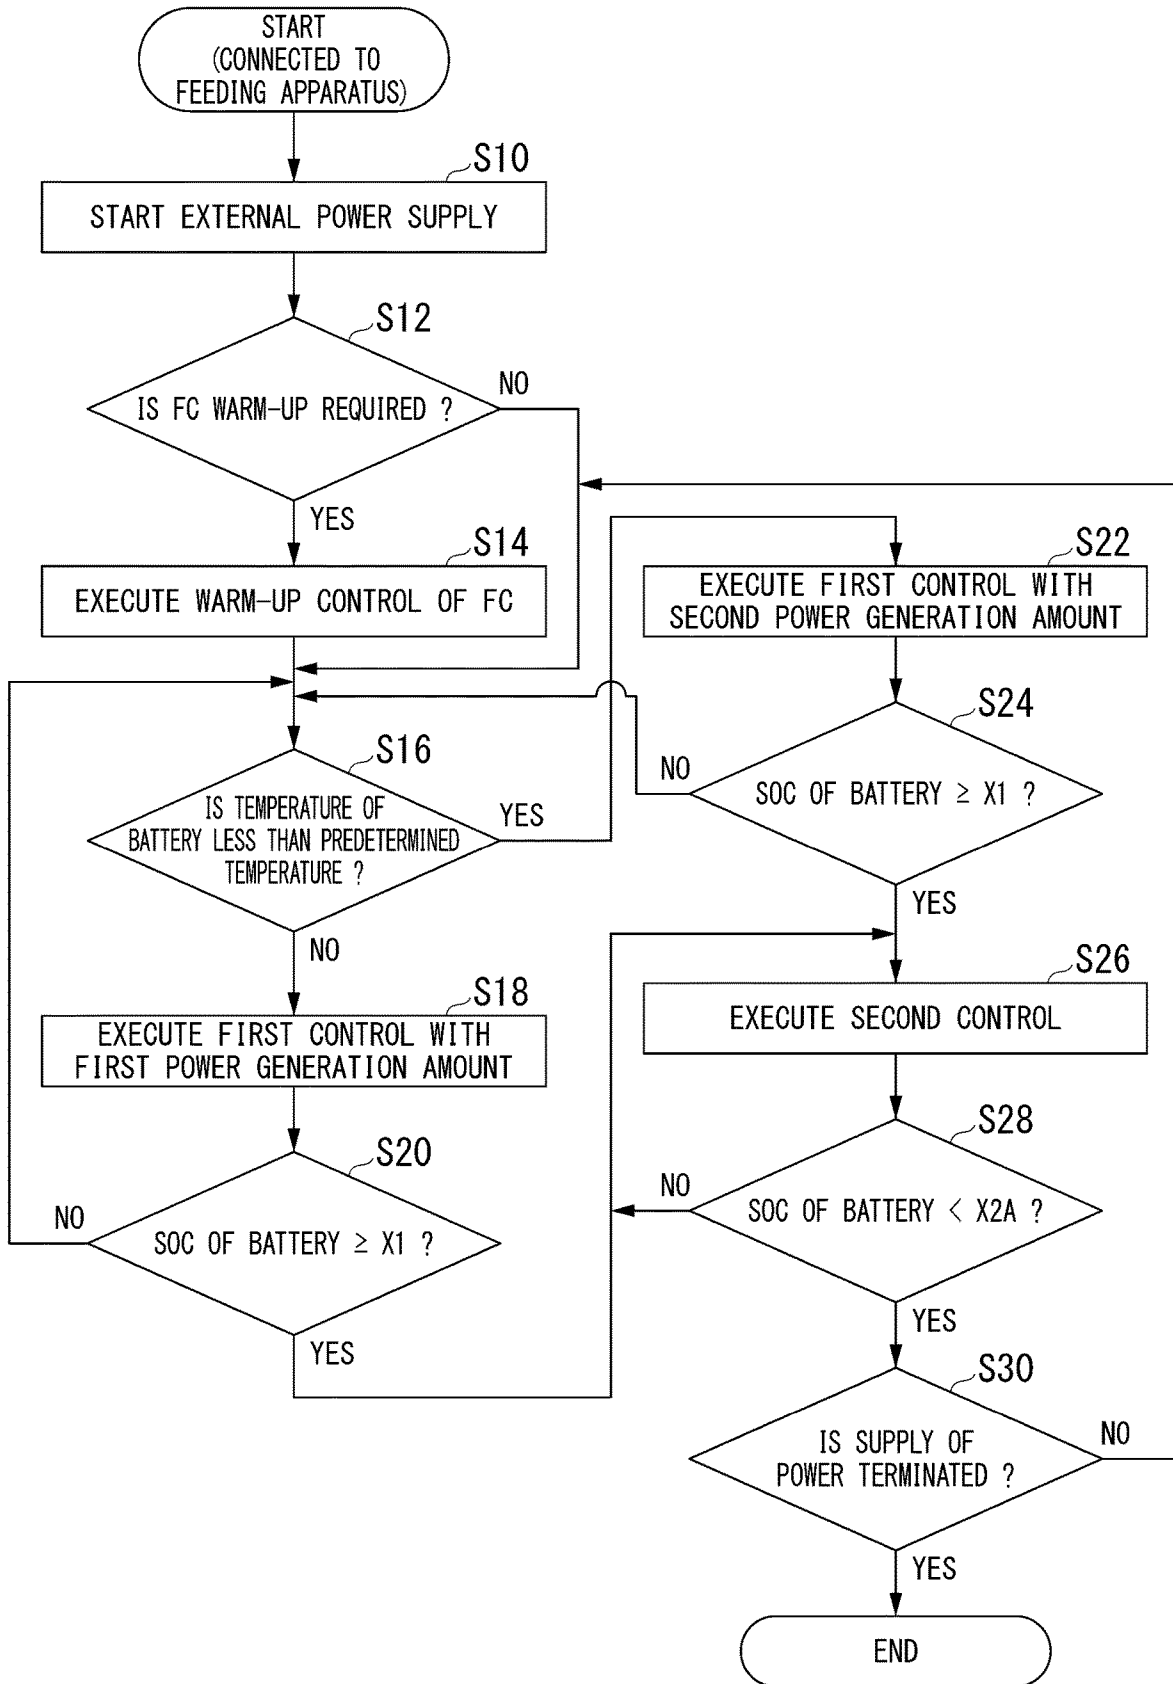 START
(CONNECTED TO
FEEDING APPARATUS)
S10
START EXTERNAL POWER SUPPLY
S12
IS FC WARM-UP REQUIRED ?
NO
YES
S14
EXECUTE WARM-UP CONTROL OF FC
S16
IS TEMPERATURE OF
BATTERY LESS THAN PREDETERMINED
TEMPERATURE ?
YES
NO
S18
EXECUTE FIRST CONTROL WITH
FIRST POWER GENERATION AMOUNT
S20
NO
SOC OF BATTERY ≥ X1 ?
YES
S22
EXECUTE FIRST CONTROL WITH
SECOND POWER GENERATION AMOUNT
S24
NO
SOC OF BATTERY ≥ X1 ?
YES
S26
EXECUTE SECOND CONTROL
S28
NO
SOC OF BATTERY < X2A ?
YES
S30
IS SUPPLY OF
POWER TERMINATED ?
NO
YES
END